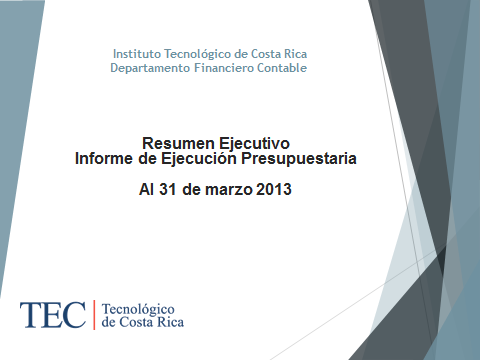 Instituto Tecnológico de Costa Rica
Departamento Financiero Contable
Resumen Ejecutivo
Informe de Ejecución Presupuestaria
Al 31 de marzo 2013
TEC | Tecnológico
de Costa Rica